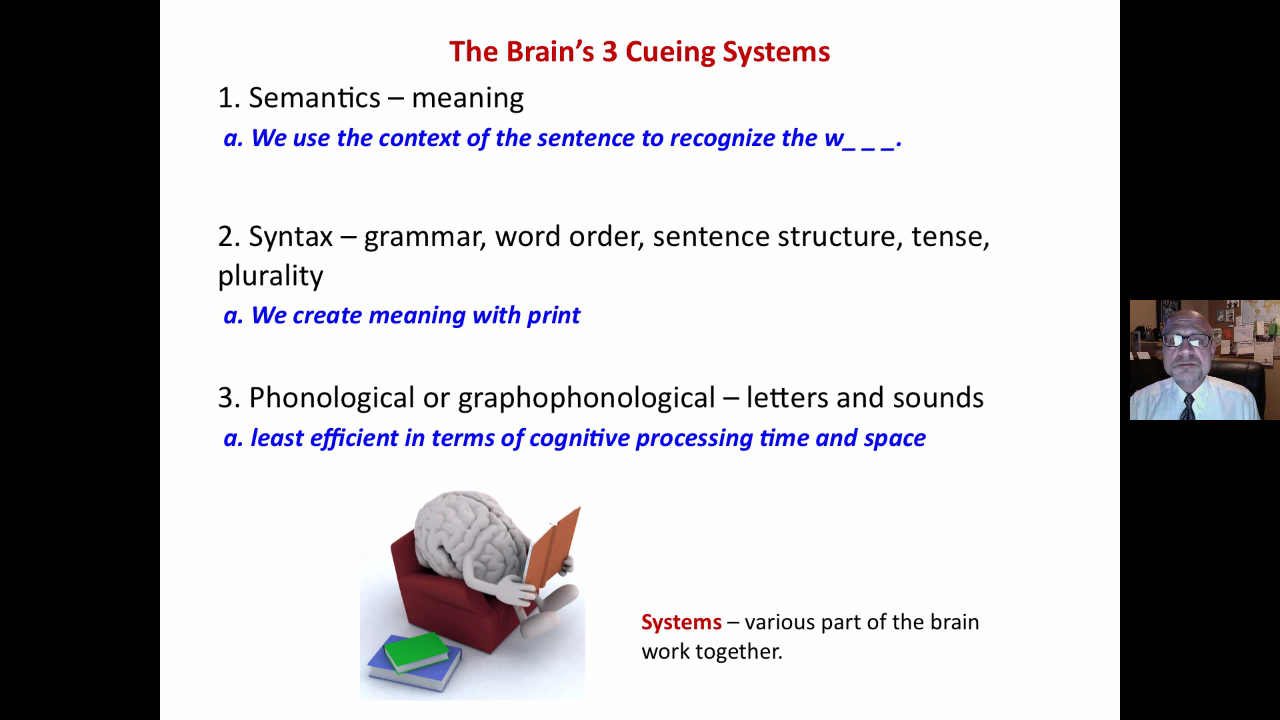 The Brain’s 3 Cueing Systems
1. Semantics – meaning
a. We use the context of the sentence to recognize the w_ _ _.
2. Syntax – grammar, word order, sentence structure, tense,
plurality
a. We create meaning with print
3. Phonological or graphophonological – letters and sounds
a. least efficient in terms of cognitive processing time and space
Systems – various part of the brain
work together.